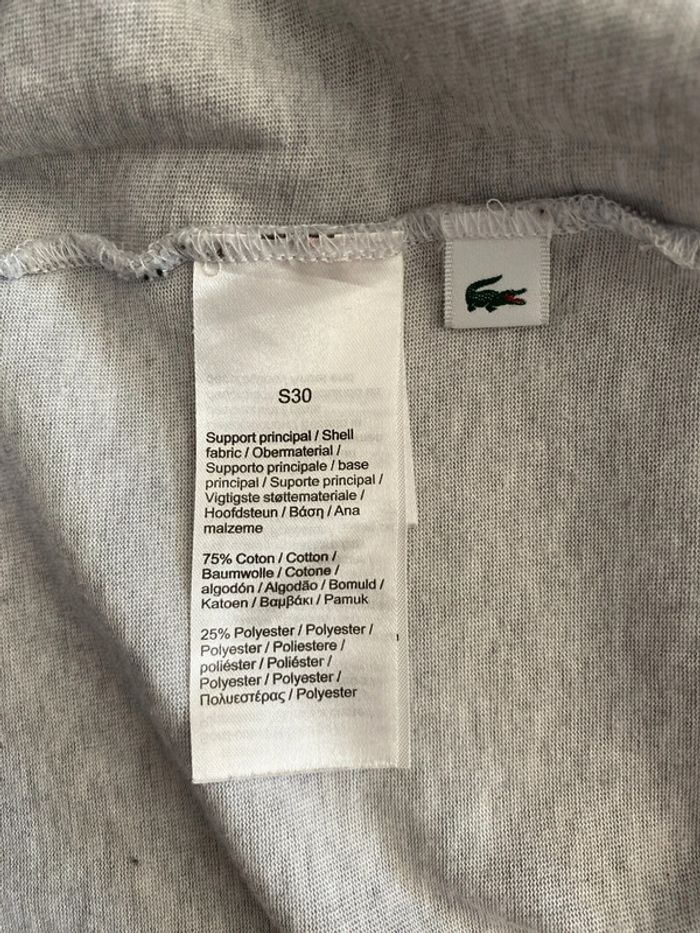 S30
Support principal / Shell
fabric / Obermaterial /
Supporto principale / base
principal / Suporte principal /
Vigtigste støttemateriale /
Hoofdsteun / Βάση / Ana
malzeme
75% Coton / Cotton /
Baumwolle / Cotone /
algodón / Algodão / Bomuld /
Katoen / Βαμβάκι / Pamuk
25% Polyester / Polyester /
Polyester / Poliestere /
poliéster / Poliéster /
Polyester / Polyester /
Πολυεστέρας / Polyester